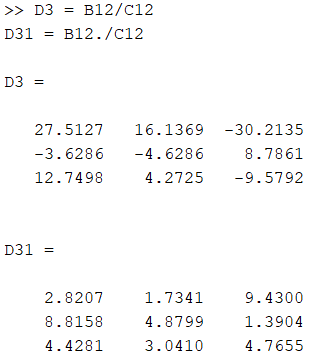 >> D3 = B12/C12
D31 = B12./C12
D3 =
27.5127 16.1369 -30.2135
-3.6286 -4.6286 8.7861
12.7498 4.2725 -9.5792
D31 =
2.8207 1.7341 9.4300
8.8158 4.8799 1.3904
4.4281 3.0410 4.7655